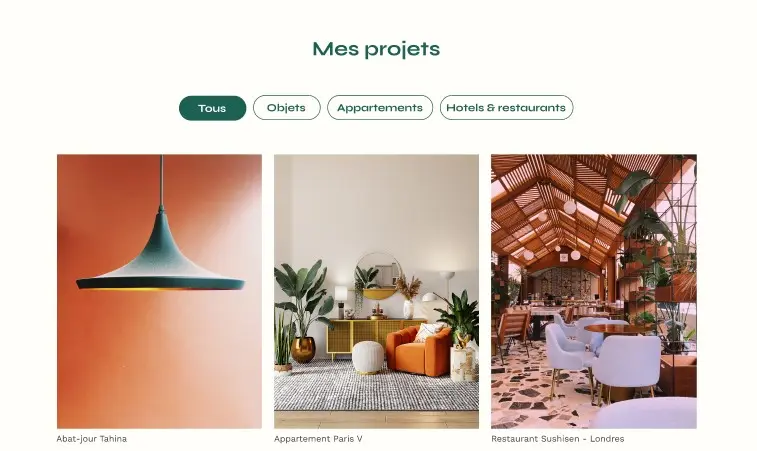 Mes projets
Tous
Objets
Appartements
Hotels & restaurants
Abat-jour Tahina
Appartement Paris V
Restaurant Sushisen - Londres